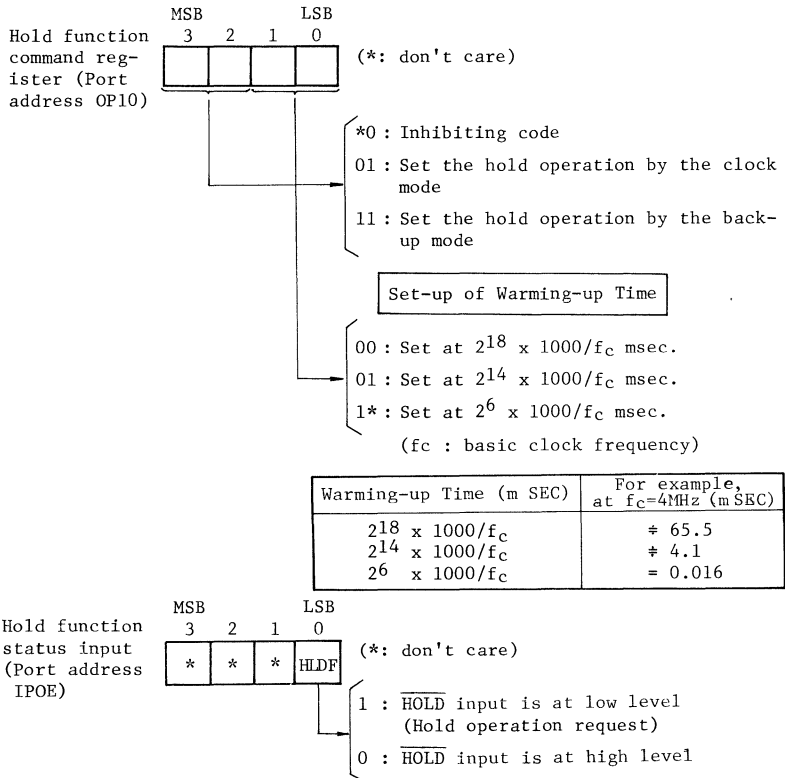 MSB LSB
Hold function 3 2 1 0
command reg-
ister (Port
address OP10)
(*: don't care)
*0 : Inhibiting code
01 : Set the hold operation by the clock
mode
11 : Set the hold operation by the back-
up mode
Set-up of Warming-up Time
00 : Set at 2^18 x 1000/fc msec.
01 : Set at 2^14 x 1000/fc msec.
1* : Set at 2^6 x 1000/fc msec.
(fc : basic clock frequency)
Warming-up Time (m SEC) For example,
at fc=4MHz (m SEC)
2^18 x 1000/fc ≑ 65.5
2^14 x 1000/fc ≑ 4.1
2^6 x 1000/fc = 0.016
MSB LSB
Hold function 3 2 1 0
status input
(Port address
IPOE)
* * * HLDF
(*: don't care)
1 : H̅O̅L̅D̅ input is at low level
(Hold operation request)
0 : H̅O̅L̅D̅ input is at high level